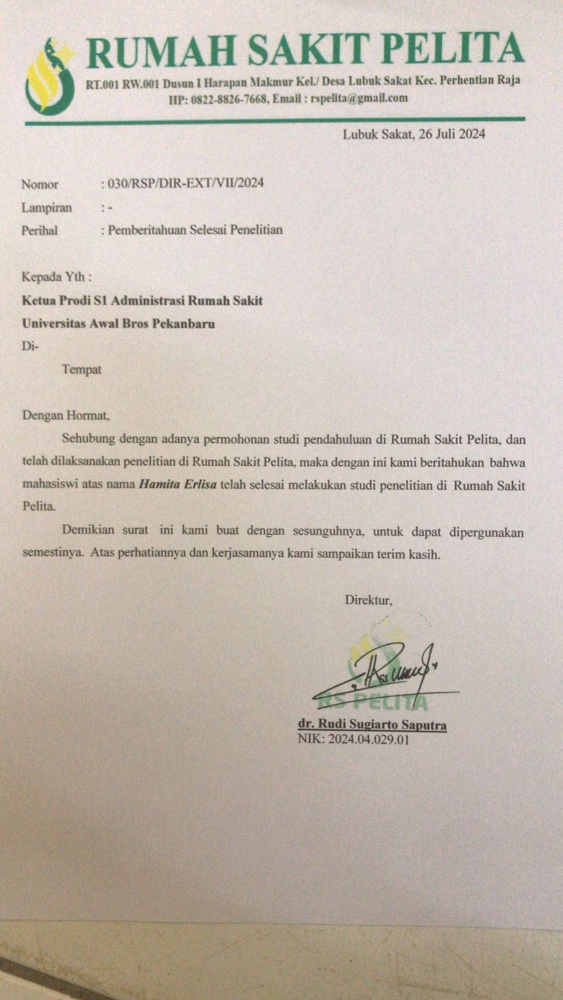 RUMAH SAKIT PELITA
RT.001 RW.001 Dusun I Harapan Makmur Kel./ Desa Lubuk Sakat Kec. Perhentian Raja
HP: 0822-8826-7668, Email : rspelita@gmail.com
Lubuk Sakat, 26 Juli 2024
Nomor : 030/RSP/DIR-EXT/VII/2024
Lampiran : -
Perihal : Pemberitahuan Selesai Penelitian
Kepada Yth :
Ketua Prodi S1 Administrasi Rumah Sakit
Universitas Awal Bros Pekanbaru
Di-
Tempat
Dengan Hormat,
Sehubung dengan adanya permohonan studi pendahuluan di Rumah Sakit Pelita, dan
telah dilaksanakan penelitian di Rumah Sakit Pelita, maka dengan ini kami beritahukan bahwa
mahasiswi atas nama Hamita Erlisa telah selesai melakukan studi penelitian di Rumah Sakit
Pelita.
Demikian surat ini kami buat dengan sesunguhnya, untuk dapat dipergunakan
semestinya. Atas perhatiannya dan kerjasamanya kami sampaikan terim kasih.
Direktur,
RS PELITA
dr. Rudi Sugiarto Saputra
NIK: 2024.04.029.01